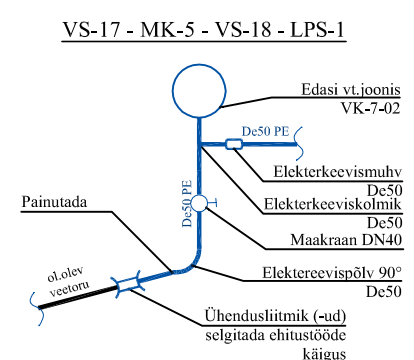 VS-17 - MK-5 - VS-18 - LPS-1
Edasi vt.joonis
VK-7-02
De50 PE
Elekterkeevismuhv
De50
De50 PE
Elekterkeeviskolmik
De50
Painutada
Maakraan DN40
ol.olev
veetoru
Elektereevispõlv 90°
De50
Ühendusliitmik (-ud)
selgitada ehitustööde
käigus